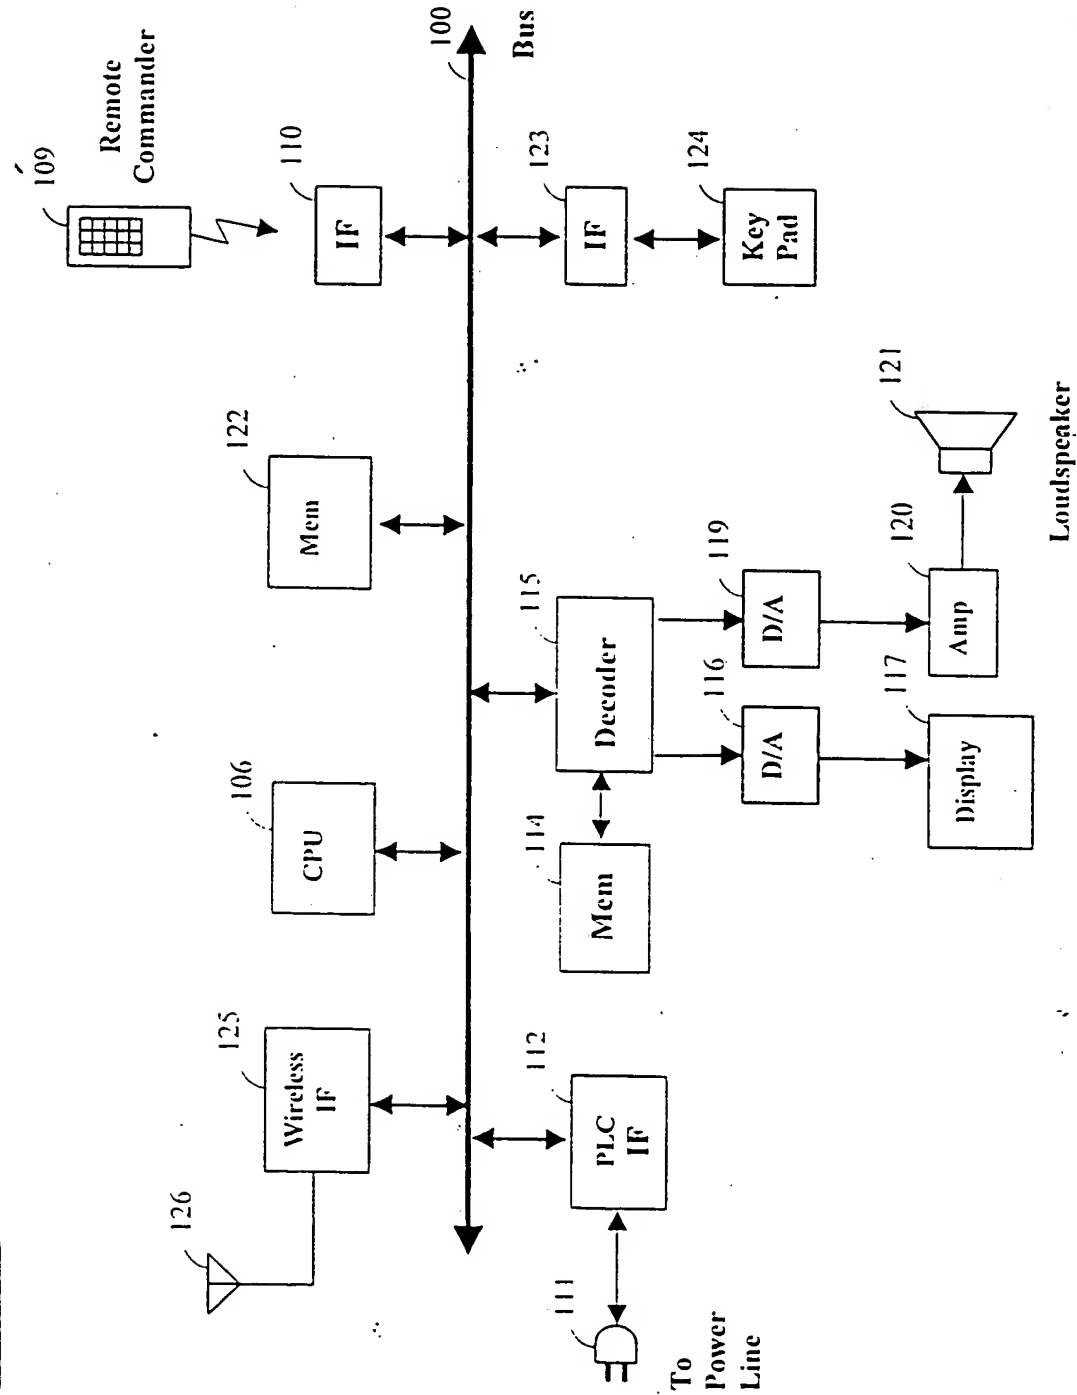 126
125
Wireless
IF
106
CPU
122
Mem
109
Remote
Commander
110
IF
100
Bus
To
Power
Line
111
112
PLC
IF
114
Mem
115
Decoder
116
D/A
119
D/A
117
Display
120
Amp
121
Loudspeaker
123
IF
124
Key
Pad